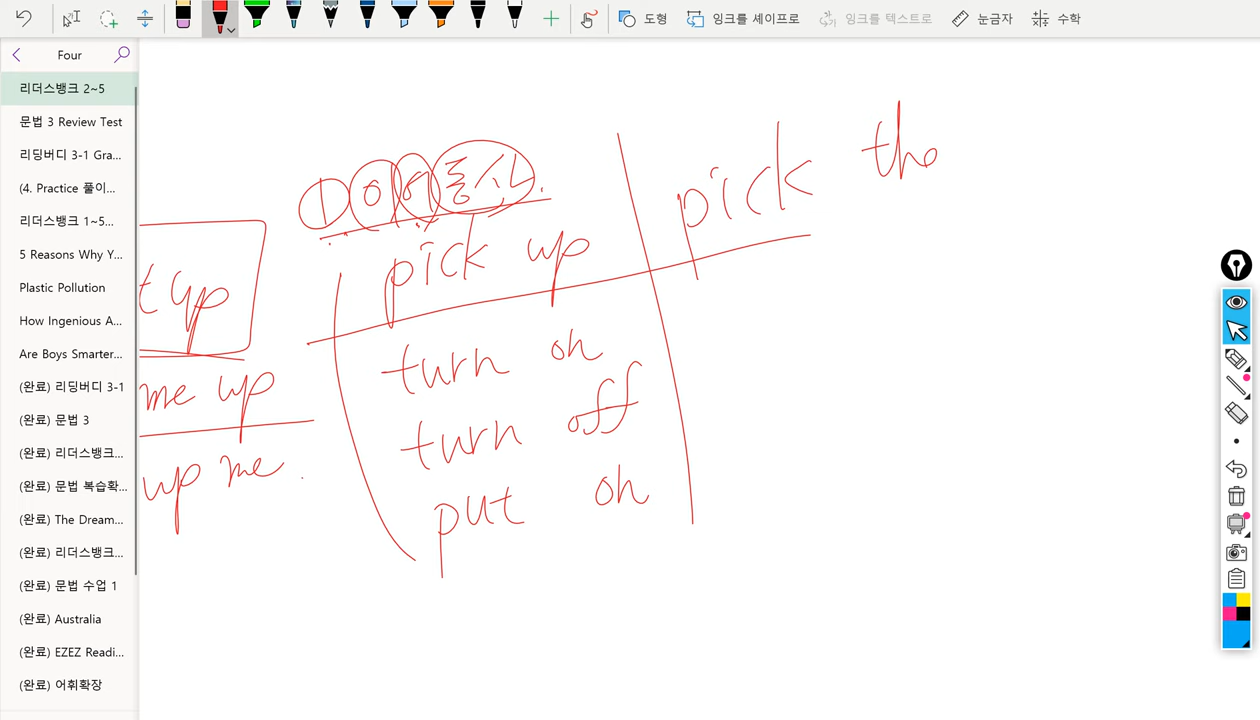 도형
잉크를 셰이프로
잉크를 텍스트로
눈금자
수학
Four
리더스뱅크 2~5
문법 3 Review Test
리딩버디 3-1 Gra...
(4. Practice 풀이...
리더스뱅크 1~5...
5 Reasons Why Y...
Plastic Pollution
How Ingenious A...
Are Boys Smarter...
(완료) 리딩버디 3-1
(완료) 문법 3
(완료) 리더스뱅크...
(완료) 문법 복습확...
(완료) The Dream...
(완료) 리더스뱅크...
(완료) 문법 수업 1
(완료) Australia
(완료) EZEZ Readi...
(완료) 어휘확장
t up
me up
up me.
pick up
turn on
turn off
put on
pick the